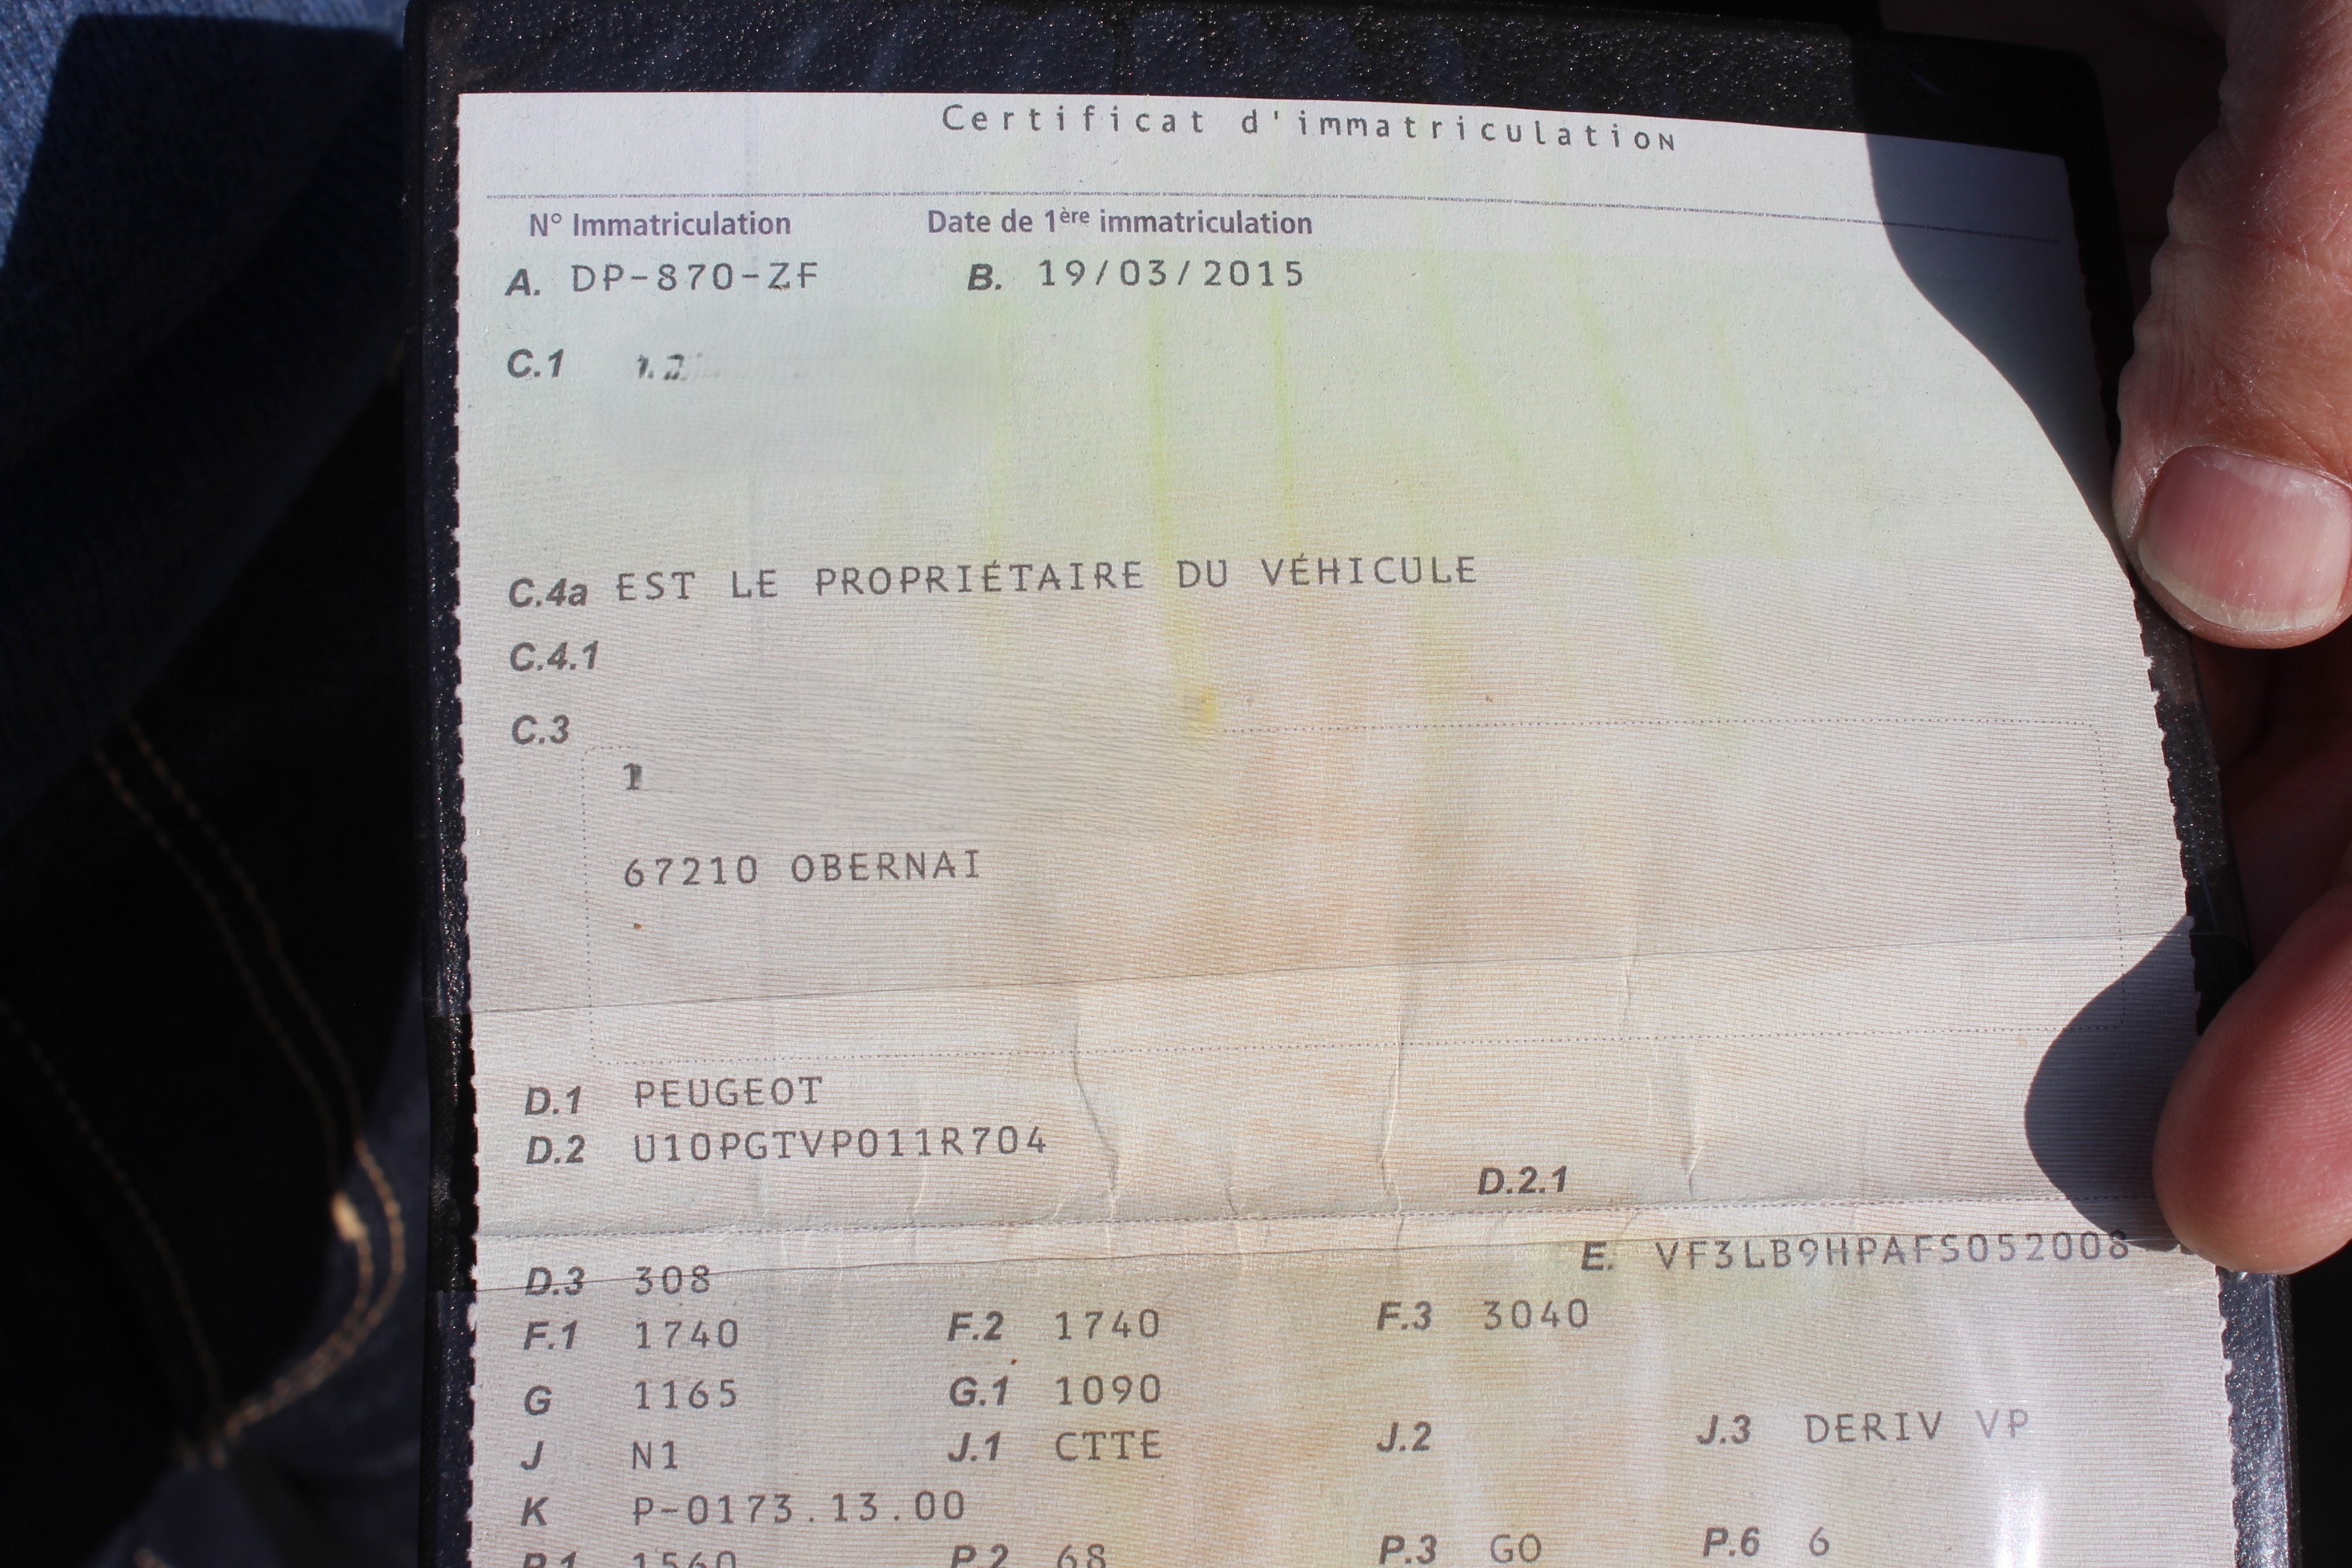 Certificat d'immatriculation
N° Immatriculation Date de 1ère immatriculation
A. DP-870-ZF B. 19/03/2015
C.1
C.4a EST LE PROPRIÉTAIRE DU VÉHICULE
C.4.1
C.3
67210 OBERNAI
D.1 PEUGEOT
D.2 U10PGTVP011R704
D.2.1
D.3 308 E. VF3LB9HPAFS052008
F.1 1740 F.2 1740 F.3 3040
G 1165 G.1 1090
J N1 J.1 CTTE J.2 J.3 DERIV VP
K P-0173.13.00
P.1 1560 P.2 68 P.3 GO P.6 6